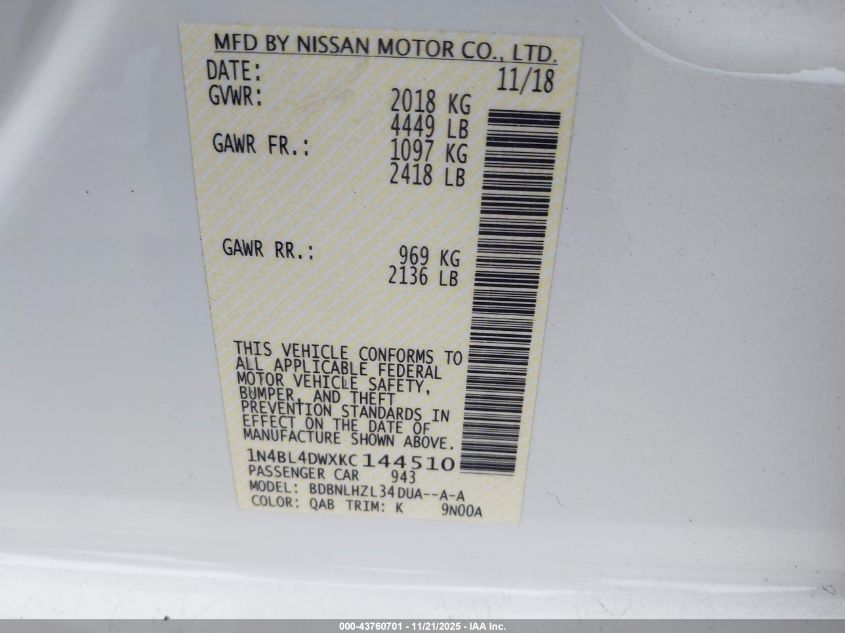 MFD BY NISSAN MOTOR CO., LTD.
DATE: 11/18
GVWR: 2018 KG
4449 LB
GAWR FR.: 1097 KG
2418 LB
GAWR RR.: 969 KG
2136 LB
THIS VEHICLE CONFORMS TO
ALL APPLICABLE FEDERAL
MOTOR VEHICLE SAFETY,
BUMPER, AND THEFT
PREVENTION STANDARDS IN
EFFECT ON THE DATE OF
MANUFACTURE SHOWN ABOVE.
1N4BL4DWXKC144510
PASSENGER CAR 943
MODEL: BDBNLHZL34DUA--A-A
COLOR: QAB TRIM: K 9N00A
000-43760701 - 11/21/2025 - IAA Inc.